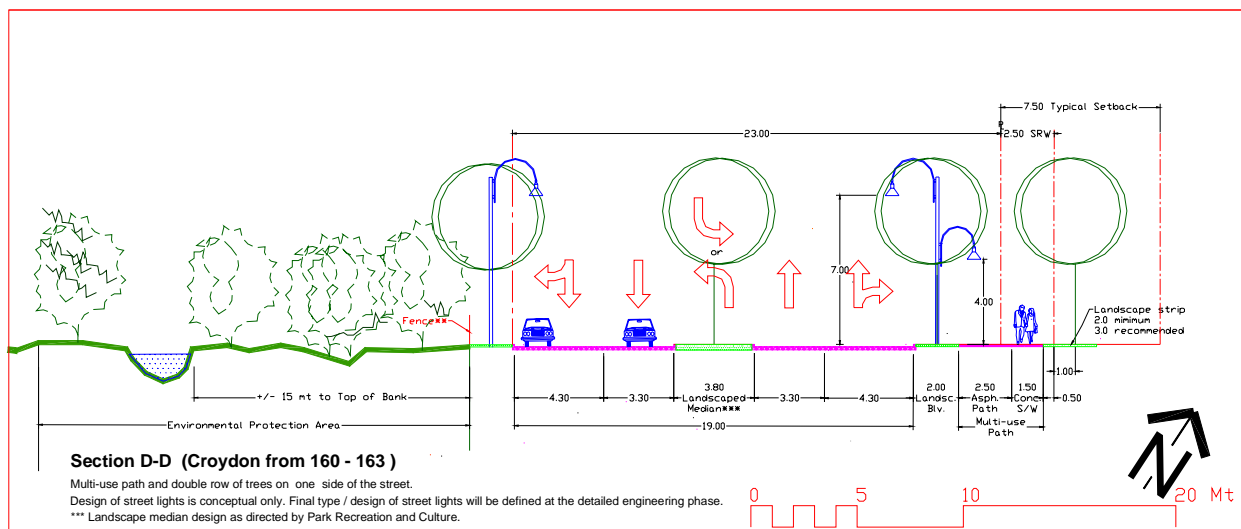 7.50 Typical Setback
23.00
2.50 SRW
or
7.00
4.00
Fence**
Landscape strip
2.0 minimum
3.0 recommended
1.00
0.50
4.30
3.30
3.80
Landscaped
Median***
3.30
4.30
2.00
Landsc.
Blv.
2.50
Asph.
Path
1.50
Conc
S/W
Multi-use
Path
19.00
+/- 15 mt to Top of Bank
Environmental Protection Area
Section D-D (Croydon from 160 - 163 )
Multi-use path and double row of trees on one side of the street.
Design of street lights is conceptual only. Final type / design of street lights will be defined at the detailed engineering phase.
*** Landscape median design as directed by Park Recreation and Culture.
N
0 5 10 20 Mt